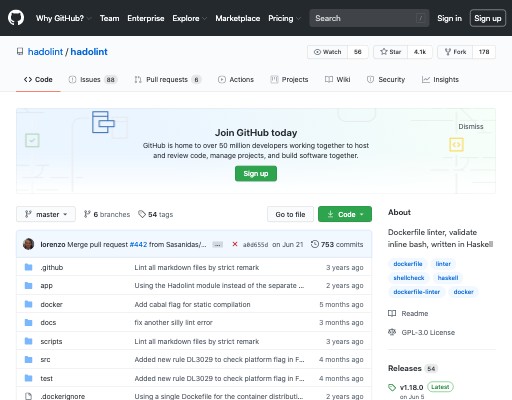 Why GitHub? Team Enterprise Explore Marketplace Pricing Search / Sign in Sign up
hadolint / hadolint Watch 56 Star 4.1k Fork 178
Code Issues 88 Pull requests 6 Actions Projects Wiki Security Insights
Dismiss
Join GitHub today
GitHub is home to over 50 million developers working together to host
and review code, manage projects, and build software together.
Sign up
master 6 branches 54 tags Go to file Code
lorenzo Merge pull request #442 from Sasanidas/... ... a0d655d on Jun 21 753 commits
.github Lint all markdown files by strict remark 3 years ago
app Using the Hadolint module instead of the separate ... 2 years ago
docker Add cabal flag for static compilation 5 months ago
docs fix another silly lint error 3 months ago
scripts Lint all markdown files by strict remark 3 years ago
src Added new rule DL3029 to check platform flag in F... 4 months ago
test Added new rule DL3029 to check platform flag in F... 4 months ago
.dockerignore Using a single Dockefile for the container distributi... 2 years ago
About
Dockerfile linter, validate
inline bash, written in Haskell
dockerfile linter
shellcheck haskell
dockerfile-linter docker
Readme
GPL-3.0 License
Releases 54
v1.18.0 Latest
on Jun 5